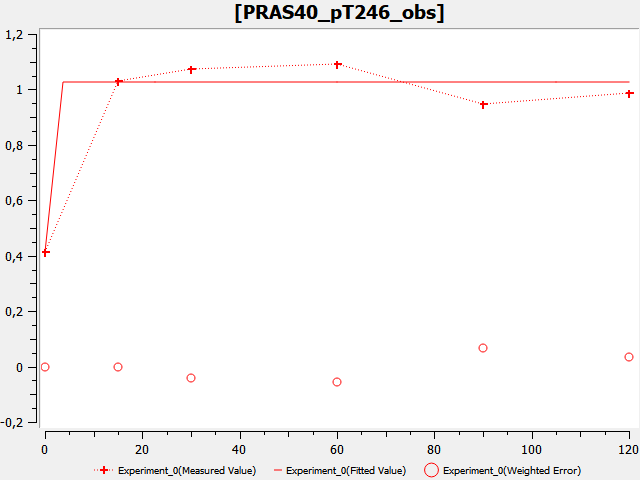 [PRAS40_pT246_obs]
1,2
1
0,8
0,6
0,4
0,2
0
-0,2
0 20 40 60 80 100 120
Experiment_0(Measured Value) Experiment_0(Fitted Value) Experiment_0(Weighted Error)